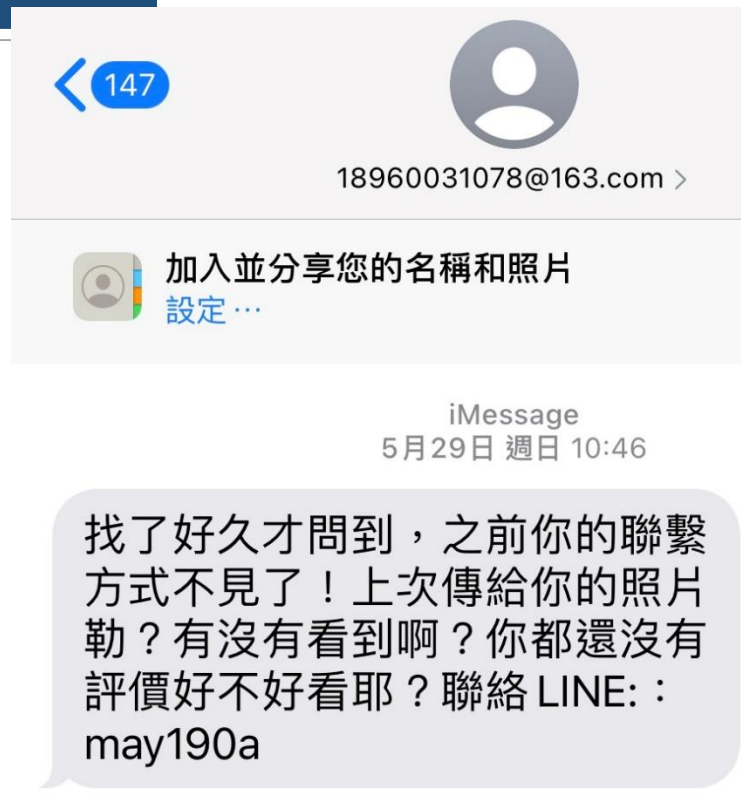 147
18960031078@163.com >
加入並分享您的名稱和照片
設定…
iMessage
5月29日 週日 10:46
找了好久才問到，之前你的聯繫
方式不見了！上次傳給你的照片
勒？有沒有看到啊？你都還沒有
評價好不好看耶？聯絡 LINE:：
may190a